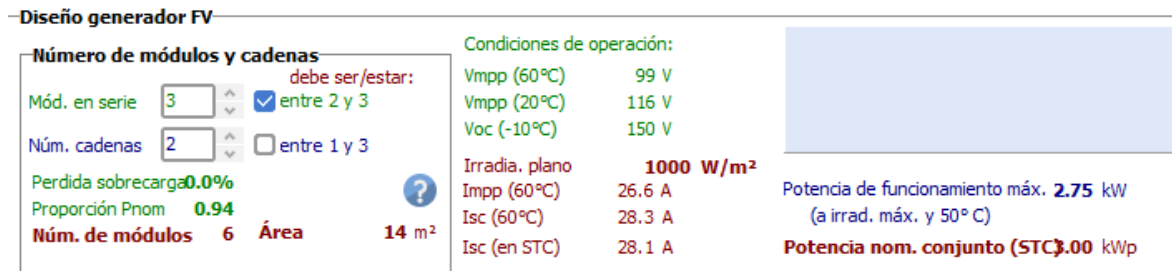 Diseño generador FV
Número de módulos y cadenas
debe ser/estar:
Mód. en serie 3 entre 2 y 3
Núm. cadenas 2 entre 1 y 3
Perdida sobrecarga 0.0%
Proporción Pnom 0.94
Núm. de módulos 6 Área 14 m²
Condiciones de operación:
Vmpp (60°C) 99 V
Vmpp (20°C) 116 V
Voc (-10°C) 150 V
Irradia. plano 1000 W/m²
Impp (60°C) 26.6 A
Isc (60°C) 28.3 A
Isc (en STC) 28.1 A
Potencia de funcionamiento máx. 2.75 kW
(a irrad. máx. y 50° C)
Potencia nom. conjunto (STC) 3.00 kWp